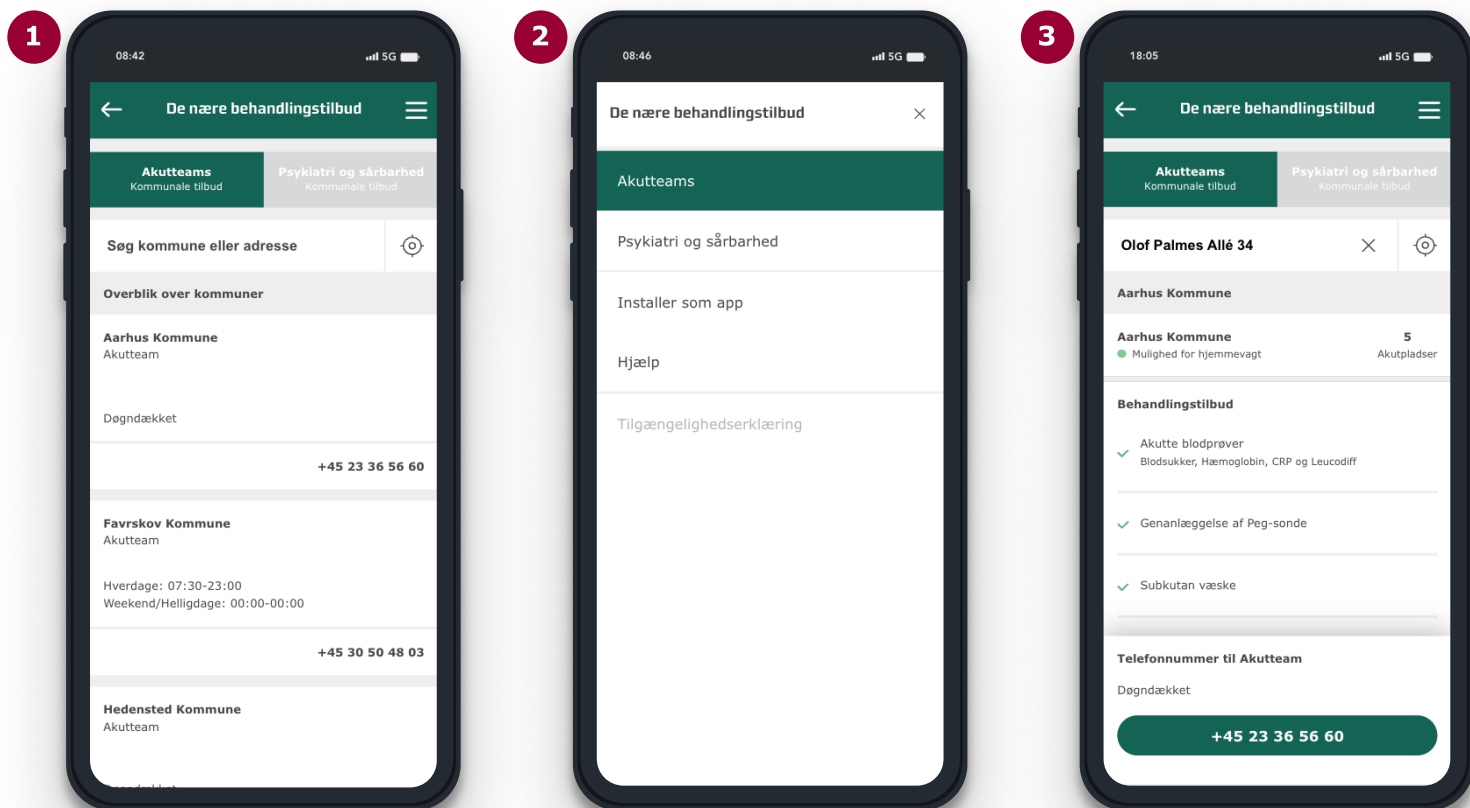 1
08:42
5G
De nære behandlingstilbud
Akutteams
Kommunale tilbud
Psykiatri og sårbarhed
Kommunale tilbud
Søg kommune eller adresse
Overblik over kommuner
Aarhus Kommune
Akutteam
Døgndækket
+45 23 36 56 60
Favrskov Kommune
Akutteam
Hverdage: 07:30-23:00
Weekend/Helligdage: 00:00-00:00
+45 30 50 48 03
Hedensted Kommune
Akutteam
2
08:46
5G
De nære behandlingstilbud
Akutteams
Psykiatri og sårbarhed
Installer som app
Hjælp
Tilgængelighedserklæring
3
18:05
5G
De nære behandlingstilbud
Akutteams
Kommunale tilbud
Psykiatri og sårbarhed
Kommunale tilbud
Olof Palmes Allé 34
Aarhus Kommune
Aarhus Kommune
Mulighed for hjemmevagt
5
Akutpladser
Behandlingstilbud
Akutte blodprøver
Blodsukker, Hæmoglobin, CRP og Leucodiff
Genanlæggelse af Peg-sonde
Subkutan væske
Telefonnummer til Akutteam
Døgndækket
+45 23 36 56 60